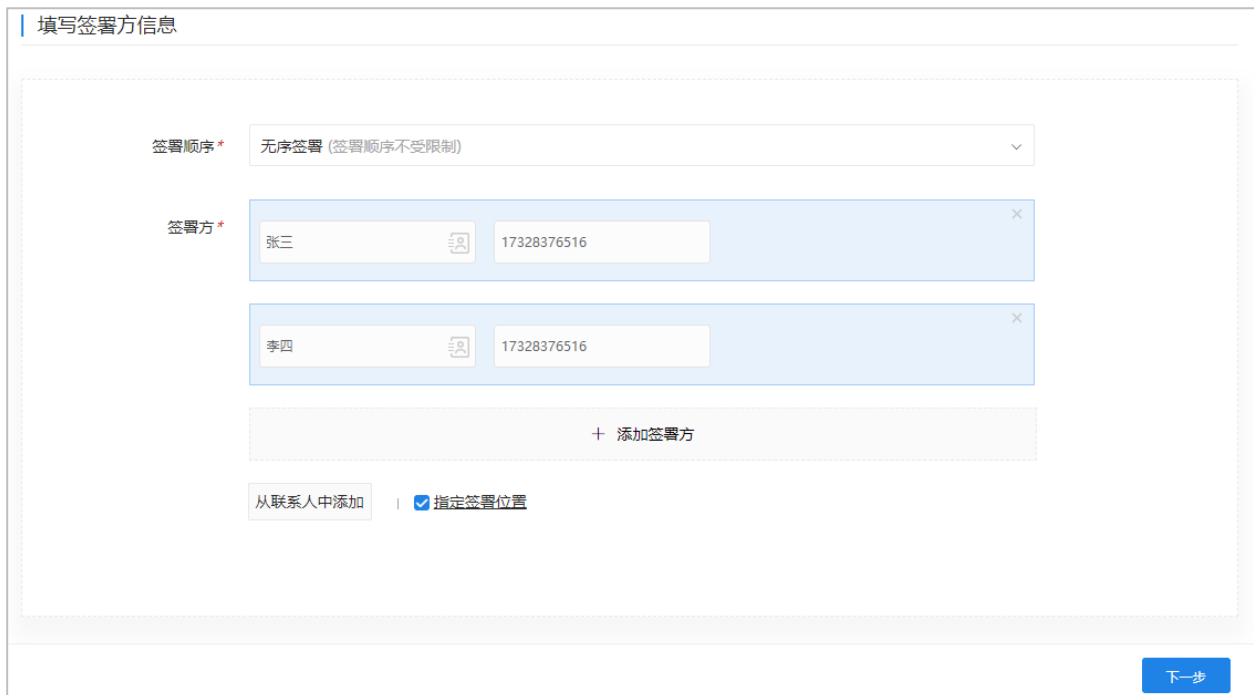 填写签署方信息
签署顺序* 无序签署 (签署顺序不受限制)
签署方*
张三 17328376516
李四 17328376516
+ 添加签署方
从联系人中添加 | 指定签署位置
下一步